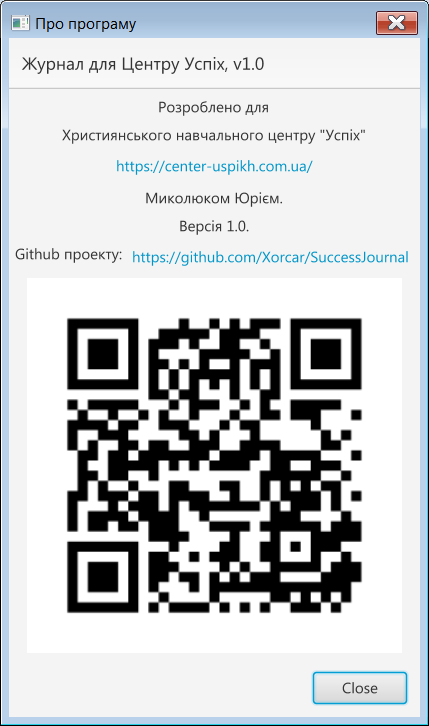 Про програму
Журнал для Центру Успіх, v1.0
Розроблено для
Християнського навчального центру "Успіх"
https://center-uspikh.com.ua/
Миколюком Юрієм.
Версія 1.0.
Github проекту: https://github.com/Xorcar/SuccessJournal
Close